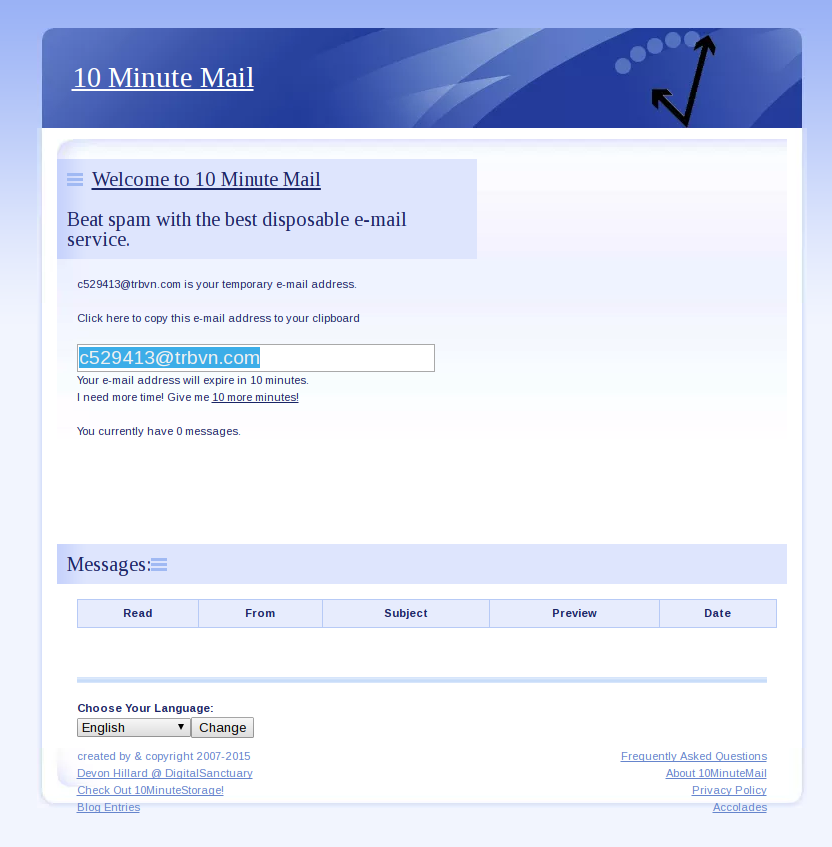 10 Minute Mail
Welcome to 10 Minute Mail
Beat spam with the best disposable e-mail
service.
c529413@trbvn.com is your temporary e-mail address.
Click here to copy this e-mail address to your clipboard
c529413@trbvn.com
Your e-mail address will expire in 10 minutes.
I need more time! Give me 10 more minutes!
You currently have 0 messages.
Messages:
Read From Subject Preview Date
Choose Your Language:
English Change
created by & copyright 2007-2015
Devon Hillard @ DigitalSanctuary
Check Out 10MinuteStorage!
Blog Entries
Frequently Asked Questions
About 10MinuteMail
Privacy Policy
Accolades